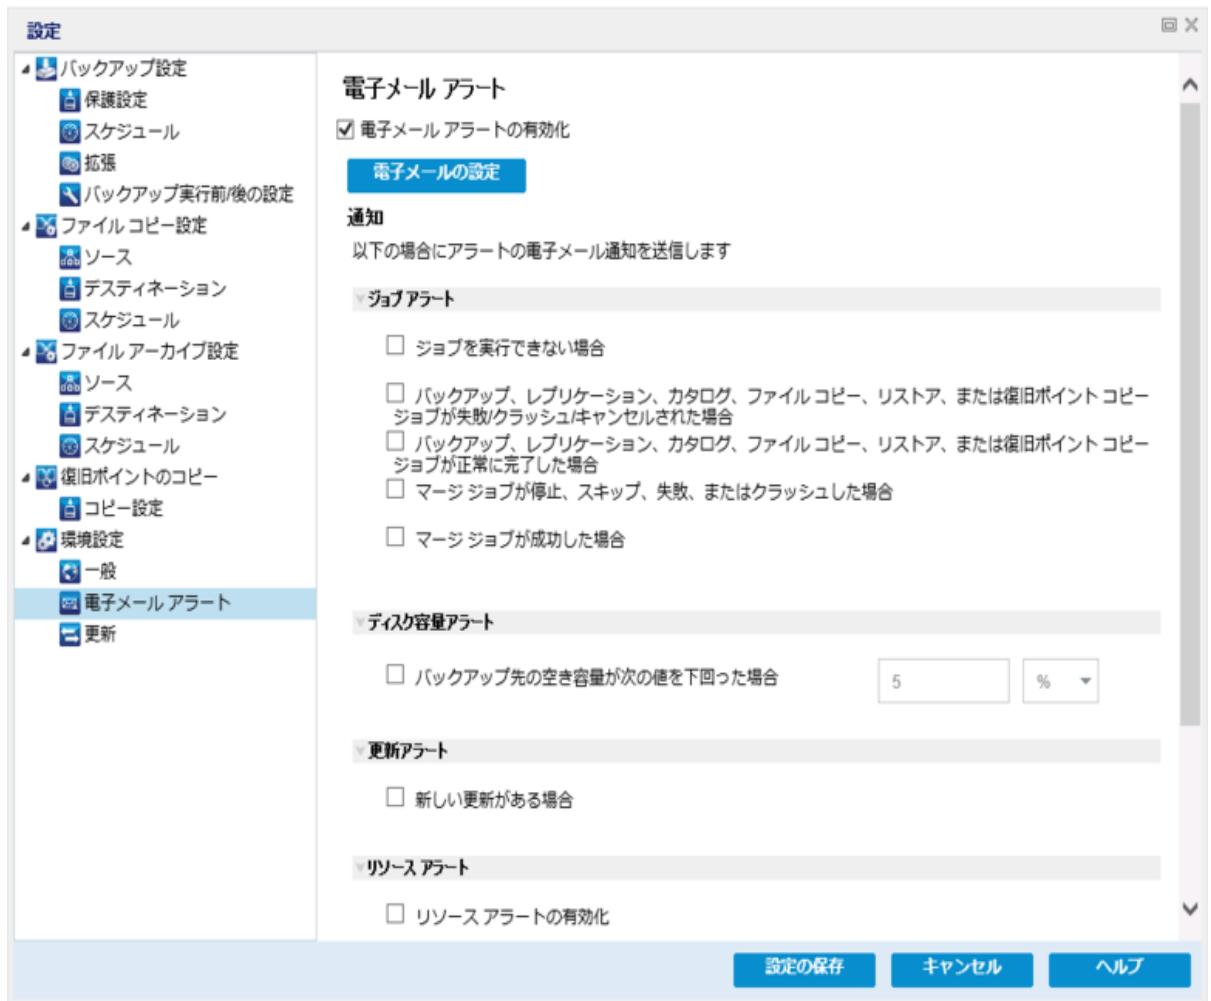 設定
バックアップ設定
保護設定
スケジュール
拡張
バックアップ実行前/後の設定
ファイル コピー設定
ソース
デスティネーション
スケジュール
ファイル アーカイブ設定
ソース
デスティネーション
スケジュール
復旧ポイントのコピー
コピー設定
環境設定
一般
電子メール アラート
更新
電子メール アラート
電子メール アラートの有効化
電子メールの設定
通知
以下の場合にアラートの電子メール通知を送信します
ジョブ アラート
ジョブを実行できない場合
バックアップ、レプリケーション、カタログ、ファイル コピー、リストア、または復旧ポイント コピー
ジョブが失敗/クラッシュ/キャンセルされた場合
バックアップ、レプリケーション、カタログ、ファイル コピー、リストア、または復旧ポイント コピー
ジョブが正常に完了した場合
マージ ジョブが停止、スキップ、失敗、またはクラッシュした場合
マージ ジョブが成功した場合
ディスク容量アラート
バックアップ先の空き容量が次の値を下回った場合 5 %
更新アラート
新しい更新がある場合
リソース アラート
リソース アラートの有効化
設定の保存 キャンセル ヘルプ